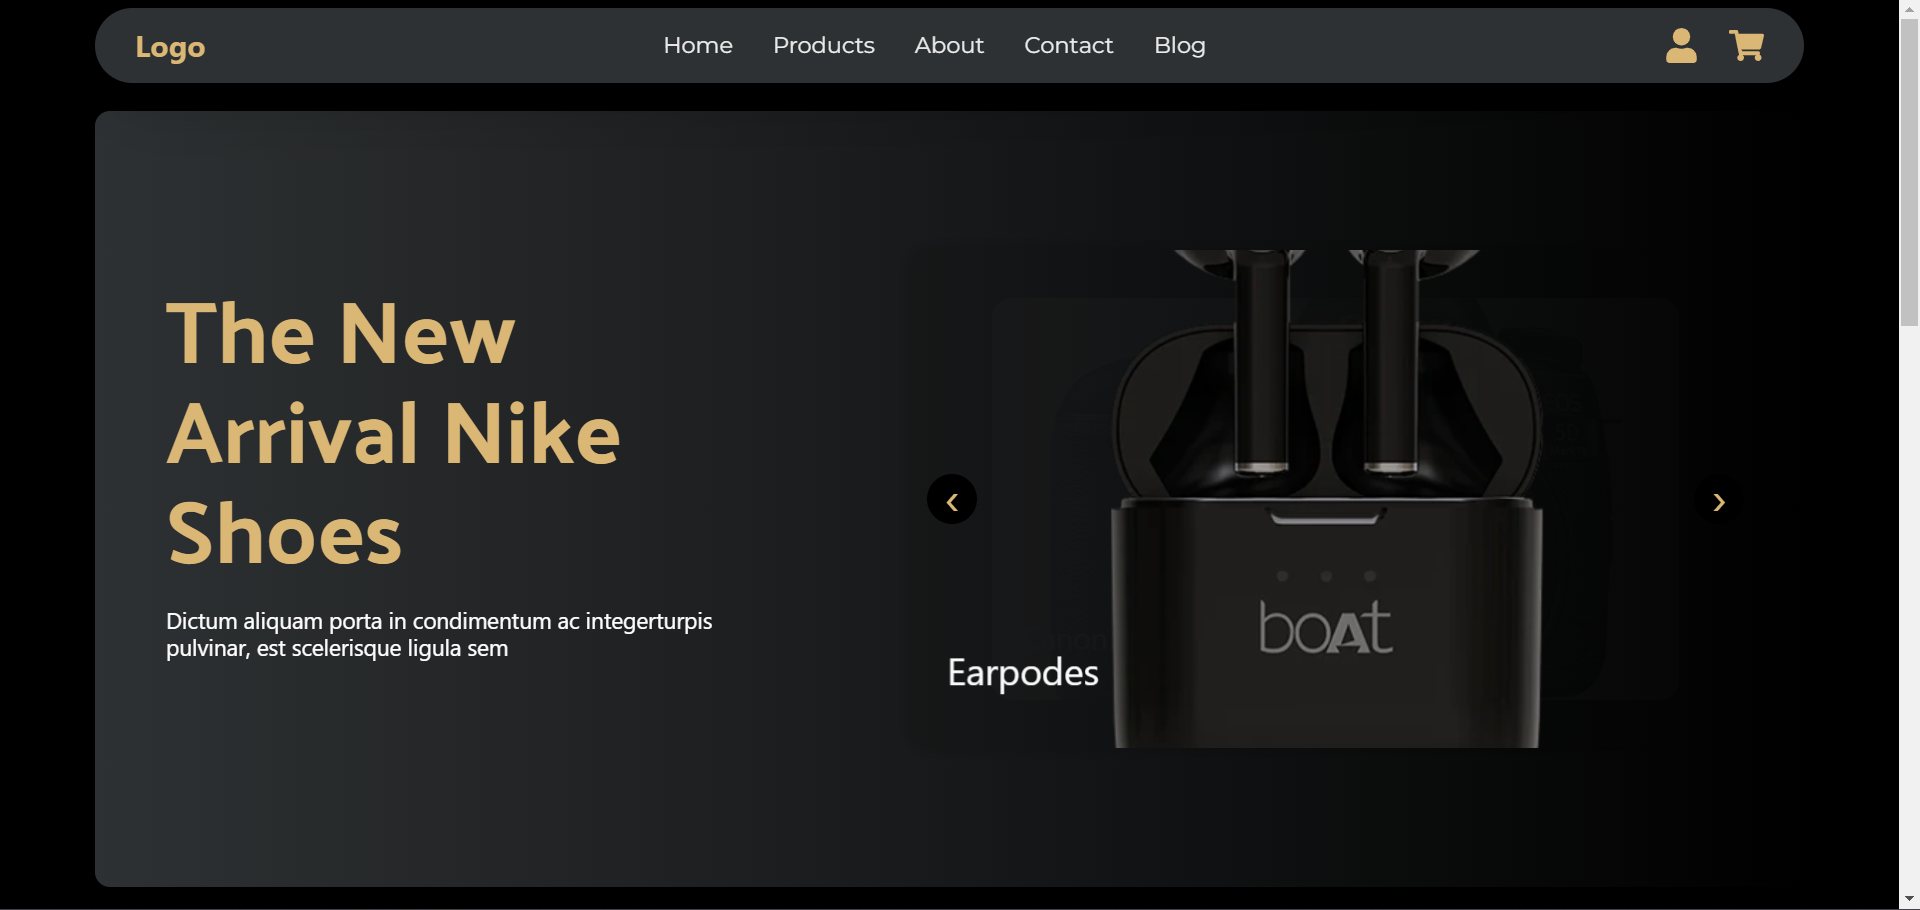 Logo
Home Products About Contact Blog
The New
Arrival Nike
Shoes
Dictum aliquam porta in condimentum ac integerturpis
pulvinar, est scelerisque ligula sem
boAt
Earpodes